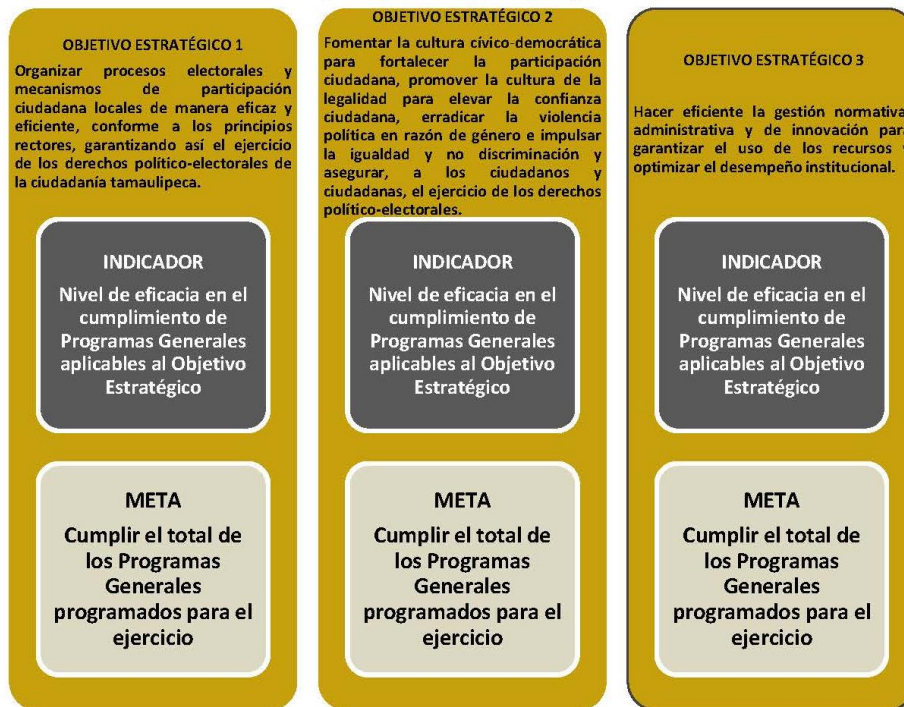 OBJETIVO ESTRATÉGICO 1
Organizar procesos electorales y
mecanismos de participación
ciudadana locales de manera eficaz y
eficiente, conforme a los principios
rectores, garantizando así el ejercicio
de los derechos político-electorales de
la ciudadanía tamaulipeca.
INDICADOR
Nivel de eficacia en el
cumplimiento de
Programas Generales
aplicables al Objetivo
Estratégico
META
Cumplir el total de
los Programas
Generales
programados para el
ejercicio
OBJETIVO ESTRATÉGICO 2
Fomentar la cultura cívico-democrática
para fortalecer la participación
ciudadana, promover la cultura de la
legalidad para elevar la confianza
ciudadana, erradicar la violencia
política en razón de género e impulsar
la igualdad y no discriminación y
asegurar, a los ciudadanos y
ciudadanas, el ejercicio de los derechos
político-electorales.
INDICADOR
Nivel de eficacia en el
cumplimiento de
Programas Generales
aplicables al Objetivo
Estratégico
META
Cumplir el total de
los Programas
Generales
programados para el
ejercicio
OBJETIVO ESTRATÉGICO 3
Hacer eficiente la gestión normativa,
administrativa y de innovación para
garantizar el uso de los recursos y
optimizar el desempeño institucional.
INDICADOR
Nivel de eficacia en el
cumplimiento de
Programas Generales
aplicables al Objetivo
Estratégico
META
Cumplir el total de
los Programas
Generales
programados para el
ejercicio